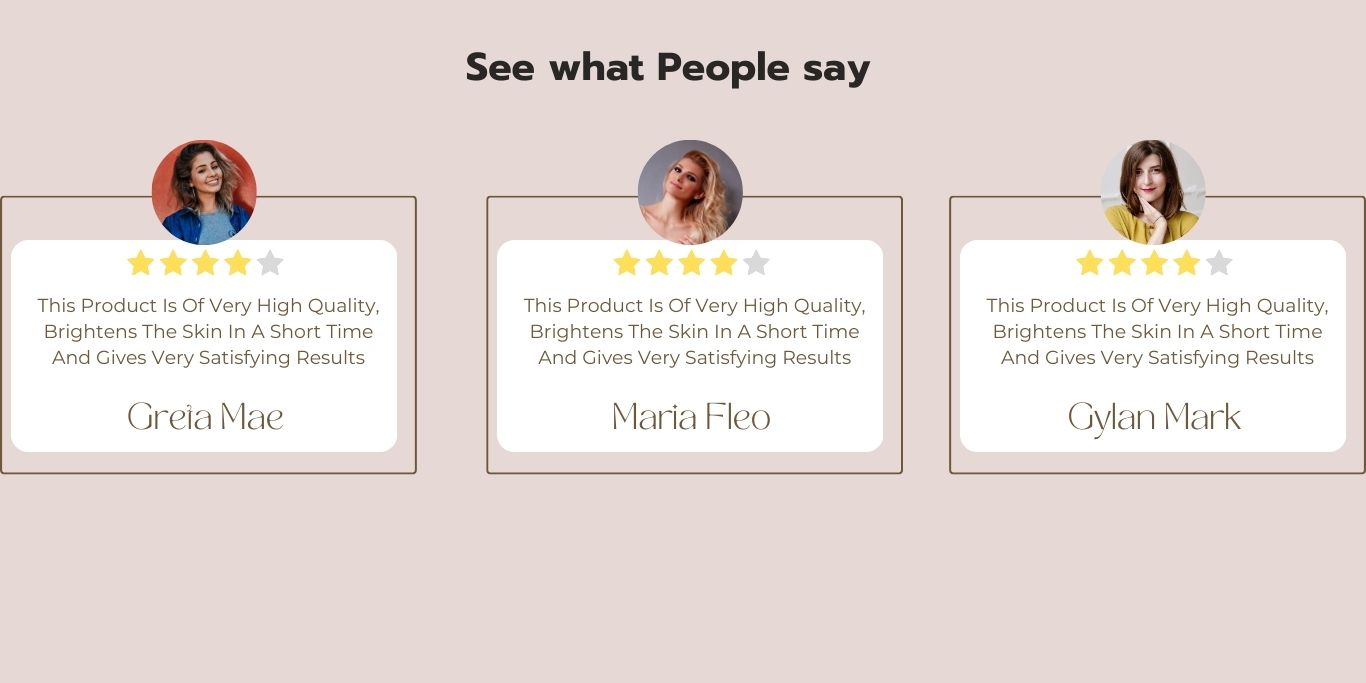 See what People say
This Product Is Of Very High Quality,
Brightens The Skin In A Short Time
And Gives Very Satisfying Results
Greta Mae
This Product Is Of Very High Quality,
Brightens The Skin In A Short Time
And Gives Very Satisfying Results
Maria Fleo
This Product Is Of Very High Quality,
Brightens The Skin In A Short Time
And Gives Very Satisfying Results
Gylan Mark